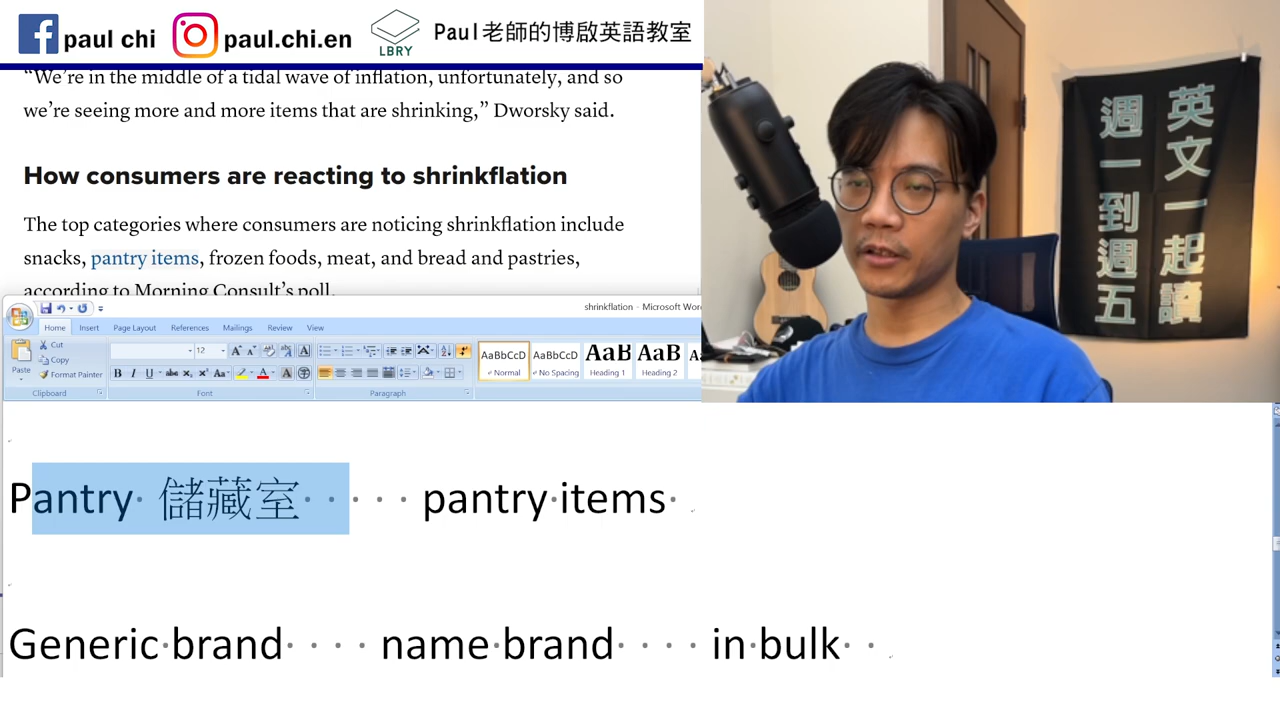 paul chi
paul.chi.en
LBRY
Paul老師的博啟英語教室
“We’re in the middle of a tidal wave of inflation, unfortunately, and so
we’re seeing more and more items that are shrinking,” Dworsky said.
How consumers are reacting to shrinkflation
The top categories where consumers are noticing shrinkflation include
snacks, pantry items, frozen foods, meat, and bread and pastries,
according to Morning Consult’s poll.
shrinkflation - Microsoft Wor
Home Insert Page Layout References Mailings Review View
Paste
Cut
Copy
Format Painter
12
AaBbCcD AaBbCcD AaB AaB
Normal No Spacing Heading 1 Heading 2
Clipboard Font Paragraph
Pantry 儲藏室 pantry items
Generic brand name brand in bulk
英文一起讀
週一到週五